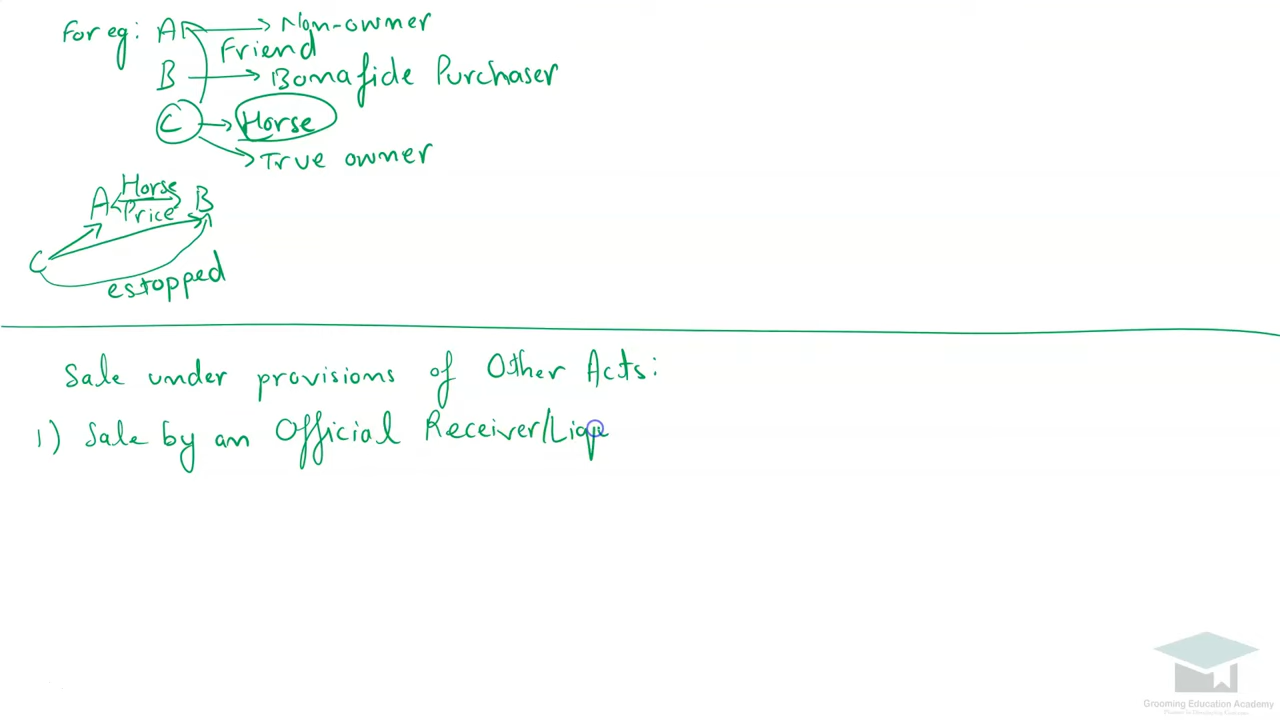 For eg: A → Non-owner
Friend
B → Bonafide Purchaser
C → Horse
True owner
Horse
A B
Price
C
estopped
Sale under provisions of Other Acts:
1) Sale by an Official Receiver/Liqu
Grooming Education Academy